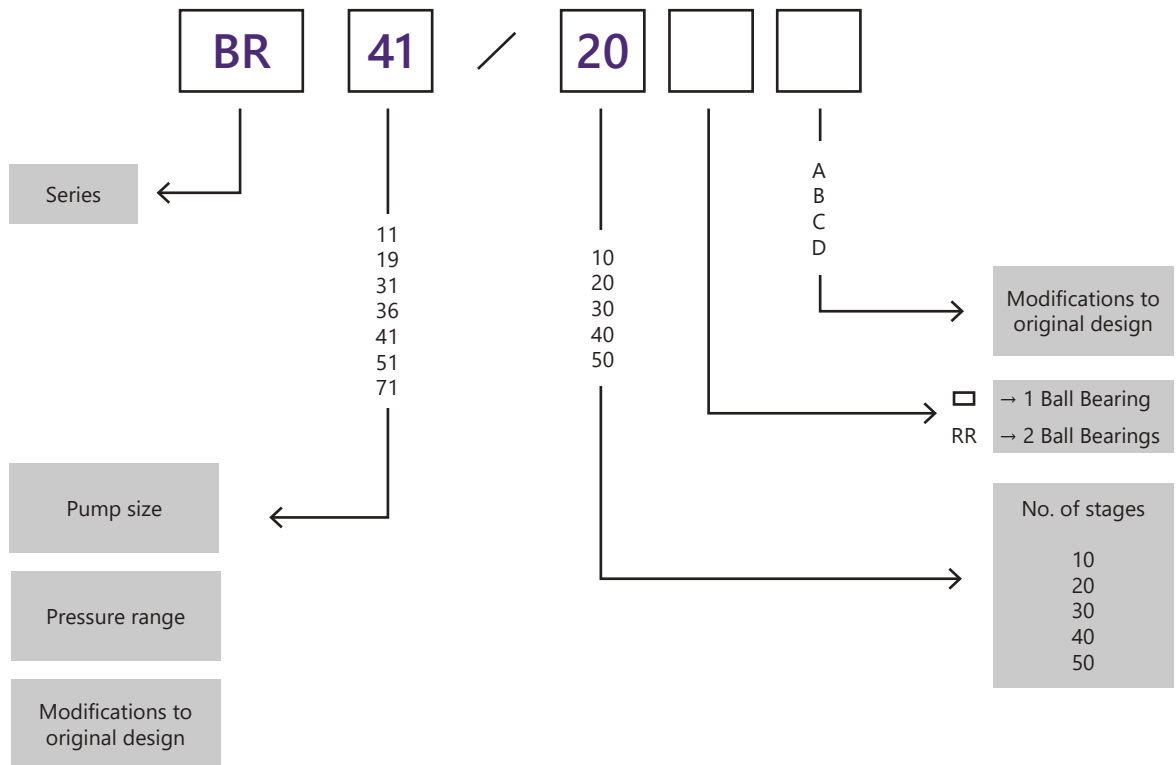 BR 41 / 20
Series
11
19
31
36
41
51
71
10
20
30
40
50
A
B
C
D
Modifications to
original design
→ 1 Ball Bearing
RR → 2 Ball Bearings
Pump size
Pressure range
Modifications to
original design
No. of stages
10
20
30
40
50